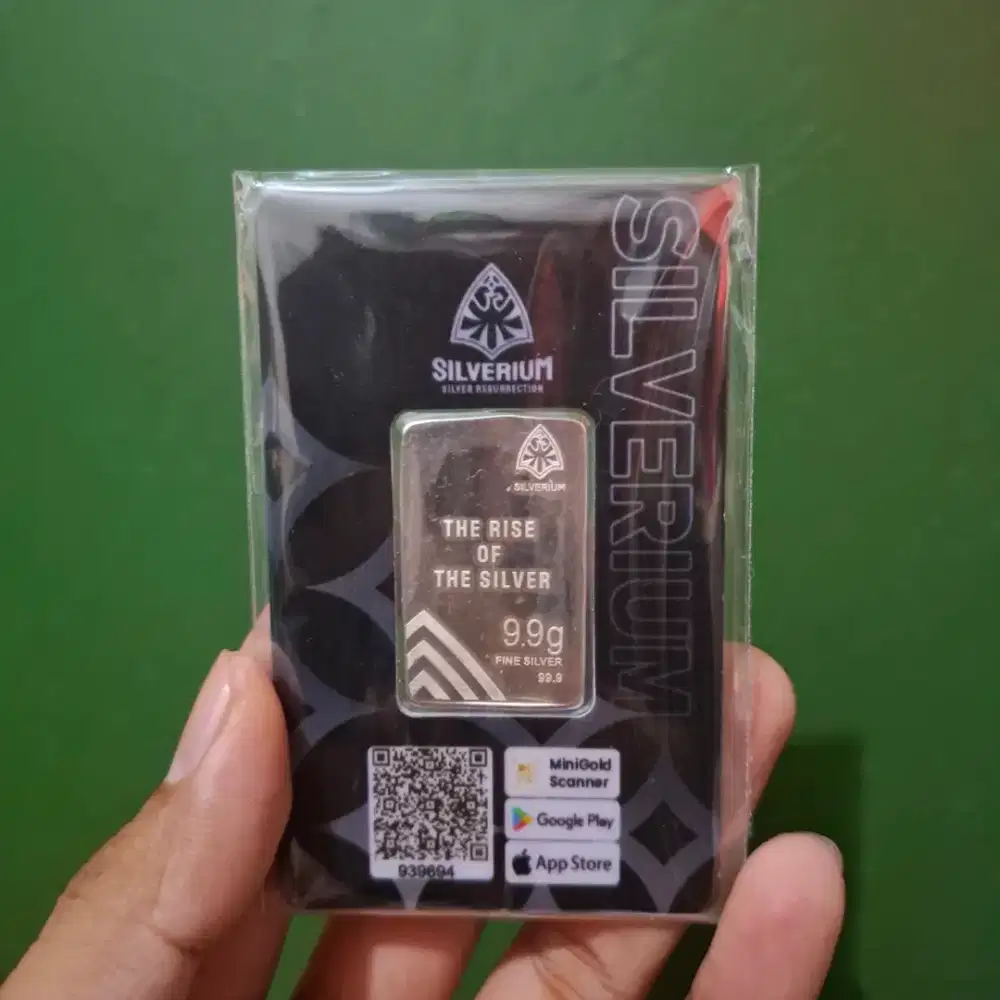 SILVERIUM
SILVER RESURRECTION
SILVERIUM
SILVERIUM
THE RISE
OF
THE SILVER
9.9g
FINE SILVER
99.9
939694
MiniGold
Scanner
Google Play
App Store